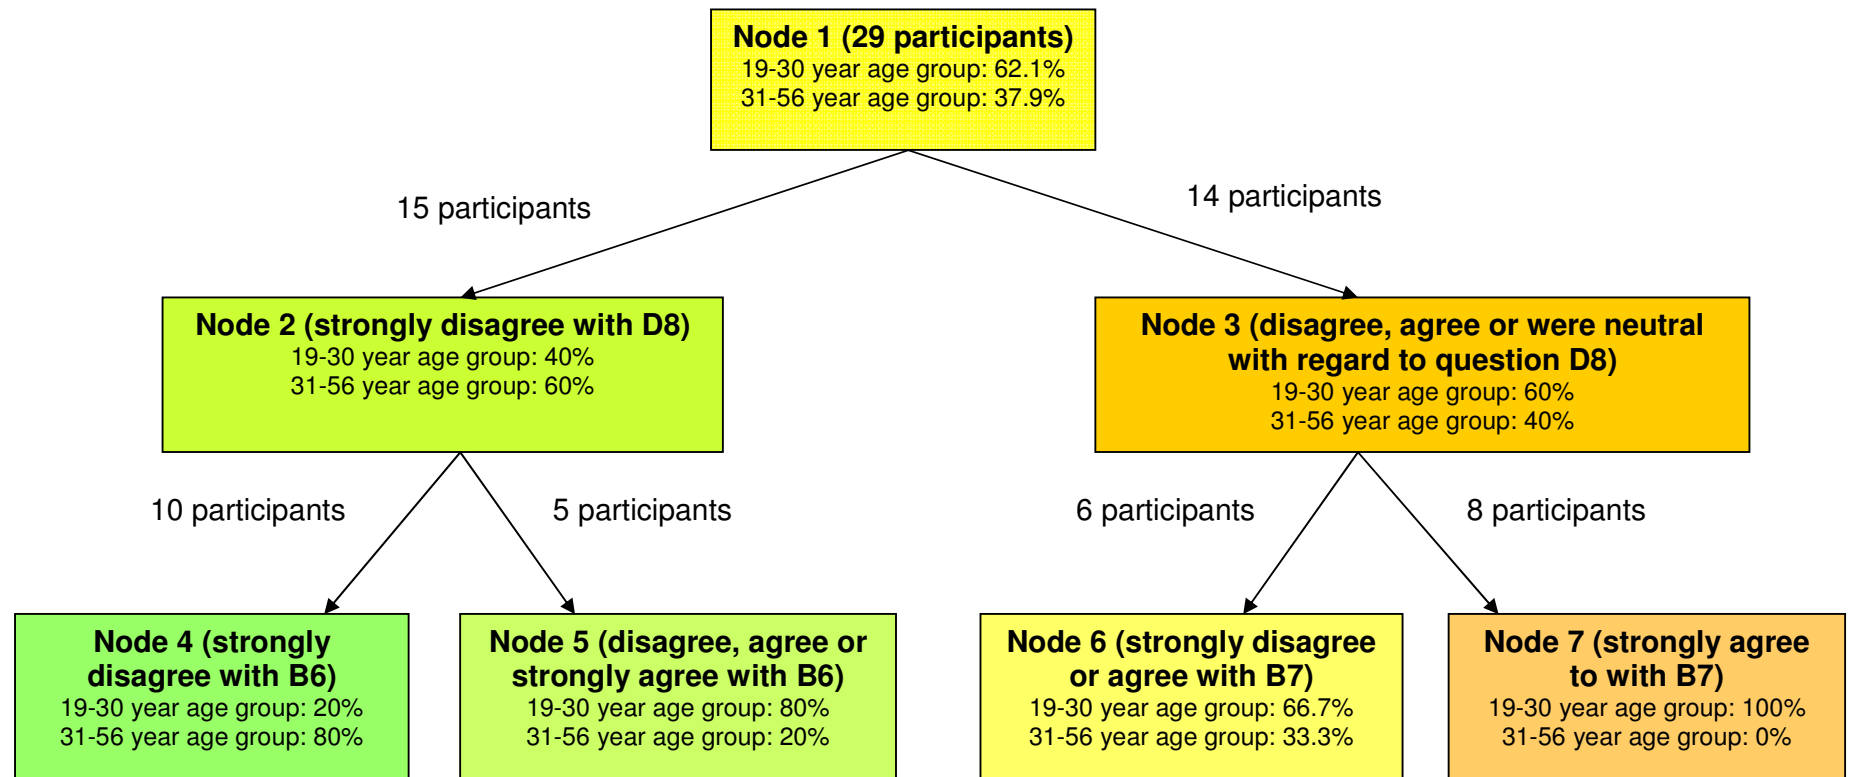 Node 1 (29 participants)
19-30 year age group: 62.1%
31-56 year age group: 37.9%
15 participants
14 participants
Node 2 (strongly disagree with D8)
19-30 year age group: 40%
31-56 year age group: 60%
Node 3 (disagree, agree or were neutral
with regard to question D8)
19-30 year age group: 60%
31-56 year age group: 40%
10 participants
5 participants
6 participants
8 participants
Node 4 (strongly
disagree with B6)
19-30 year age group: 20%
31-56 year age group: 80%
Node 5 (disagree, agree or
strongly agree with B6)
19-30 year age group: 80%
31-56 year age group: 20%
Node 6 (strongly disagree
or agree with B7)
19-30 year age group: 66.7%
31-56 year age group: 33.3%
Node 7 (strongly agree
to with B7)
19-30 year age group: 100%
31-56 year age group: 0%